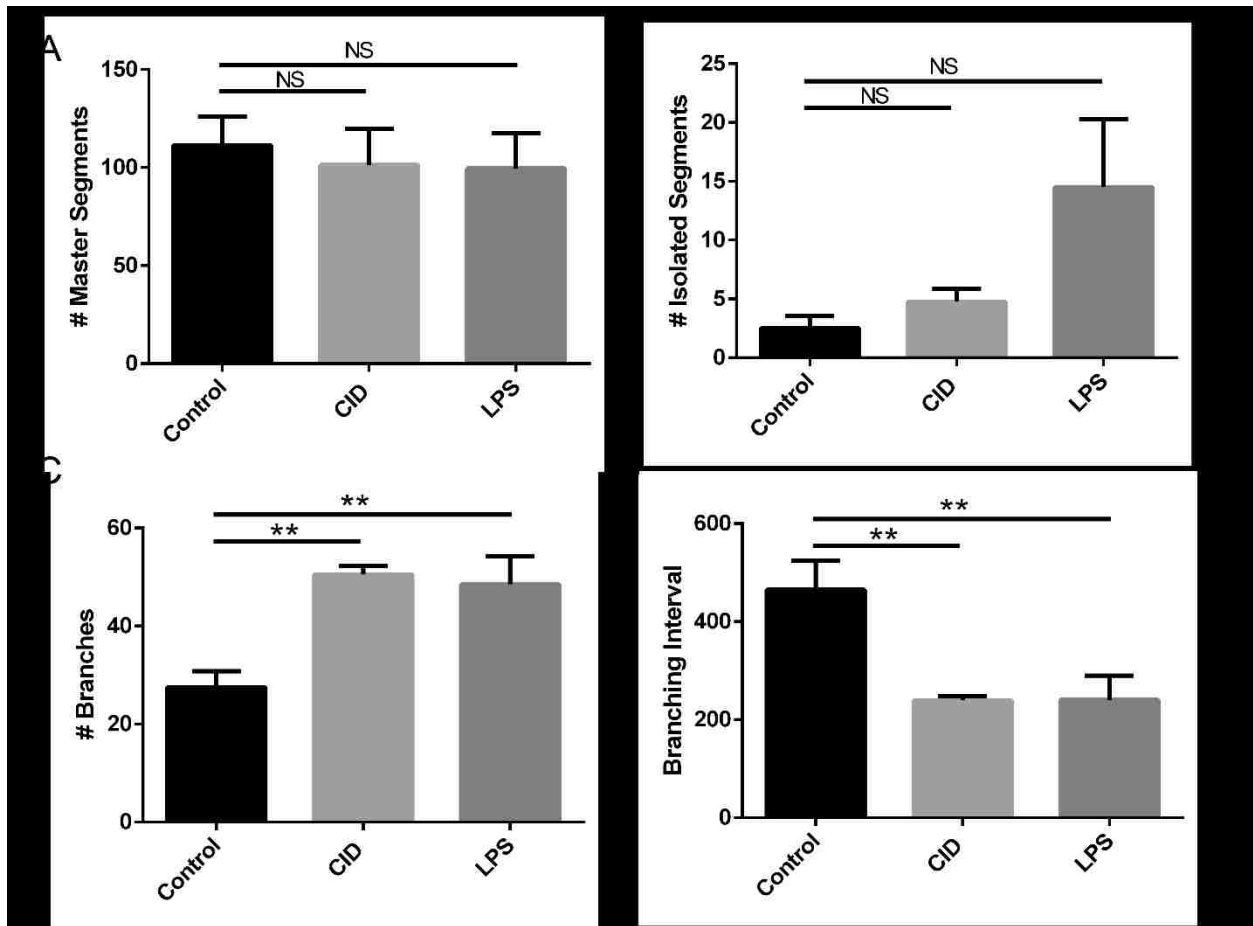 A
NS
NS
150
100
50
0
# Master Segments
Control
CID
LPS
NS
NS
25
20
15
10
5
0
# Isolated Segments
Control
CID
LPS
C
**
**
60
40
20
0
# Branches
Control
CID
LPS
**
**
600
400
200
0
Branching Interval
Control
CID
LPS